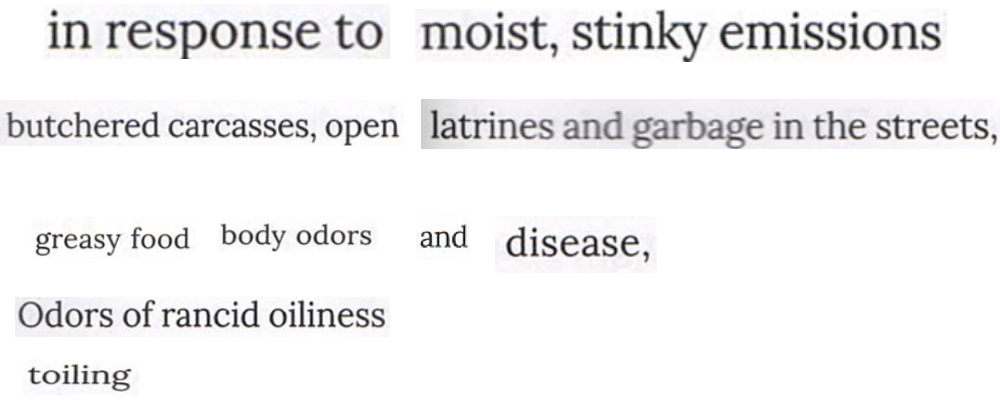 in response to moist, stinky emissions
butchered carcasses, open latrines and garbage in the streets,
greasy food body odors and disease,
Odors of rancid oiliness
toiling